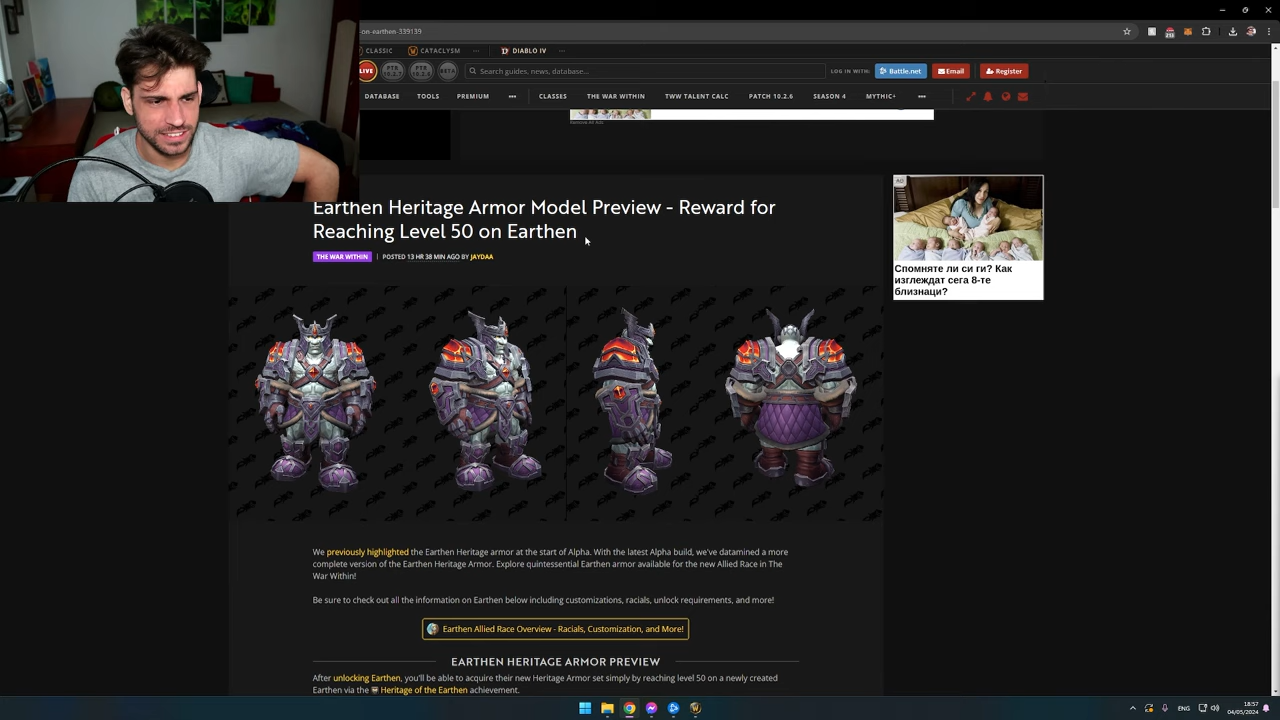 -on-earthen-339139
CLASSIC
CATACLYSM
...
DIABLO IV
...
LIVE
BETA
Search guides, news, database...
LOG IN WITH:
Battle.net
Email
Register
DATABASE
TOOLS
PREMIUM
...
CLASSES
THE WAR WITHIN
TWW TALENT CALC
PATCH 10.2.6
SEASON 4
MYTHIC+
...
Earthen Heritage Armor Model Preview - Reward for
Reaching Level 50 on Earthen
THE WAR WITHIN | POSTED 13 HR 38 MIN AGO BY JAYDAA
AD
Спомняте ли си ги? Как
изглеждат сега 8-те
близнаци?
We previously highlighted the Earthen Heritage armor at the start of Alpha. With the latest Alpha build, we've datamined a more
complete version of the Earthen Heritage Armor. Explore quintessential Earthen armor available for the new Allied Race in The
War Within!
Be sure to check out all the information on Earthen below including customizations, racials, unlock requirements, and more!
Earthen Allied Race Overview - Racials, Customization, and More!
EARTHEN HERITAGE ARMOR PREVIEW
After unlocking Earthen, you'll be able to acquire their new Heritage Armor set simply by reaching level 50 on a newly created
Earthen via the Heritage of the Earthen achievement.
ENG
18:57
04/05/2024